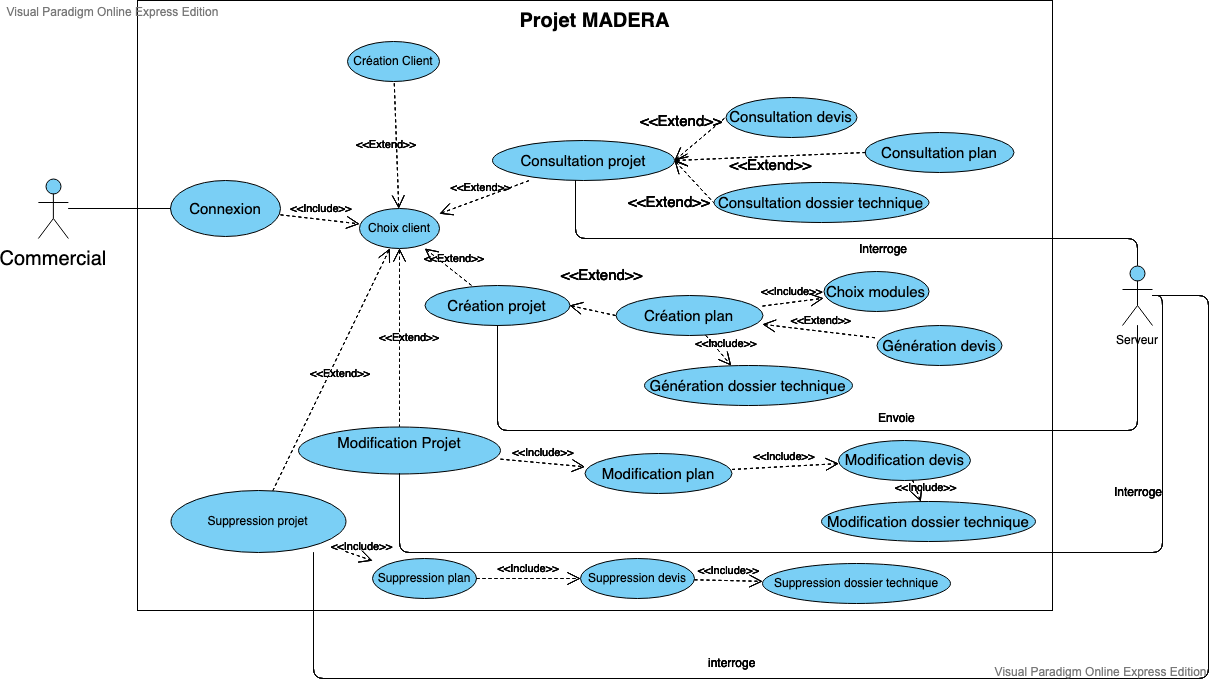 Visual Paradigm Online Express Edition
Projet MADERA
Création Client
<<Extend>>
Consultation devis
<<Extend>>
Consultation projet
Consultation plan
<<Extend>>
<<Extend>>
<<Extend>>
Consultation dossier technique
Connexion
<<Include>>
Choix client
Commercial
Interroge
<<Extend>>
<<Extend>>
Création projet
Création plan
<<Include>>
Choix modules
<<Extend>>
Génération devis
Serveur
<<Include>>
<<Extend>>
<<Extend>>
Génération dossier technique
Envoie
Modification Projet
<<Include>>
Modification plan
<<Include>>
Modification devis
<<Include>>
Interroge
Modification dossier technique
Suppression projet
<<Include>>
Suppression plan
<<Include>>
Suppression devis
<<Include>>
Suppression dossier technique
interroge
Visual Paradigm Online Express Edition